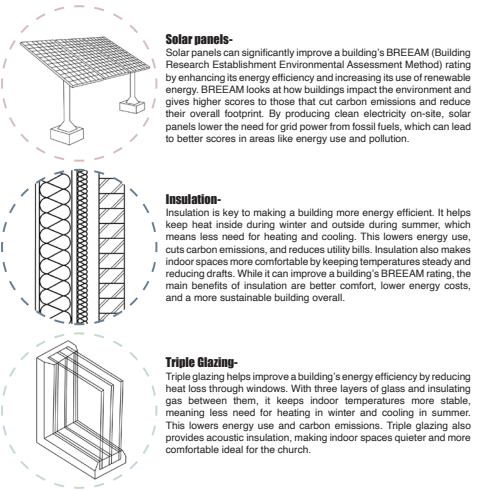 Solar panels-
Solar panels can significantly improve a building's BREEAM (Building
Research Establishment Environmental Assessment Method) rating
by enhancing its energy efficiency and increasing its use of renewable
energy. BREEAM looks at how buildings impact the environment and
gives higher scores to those that cut carbon emissions and reduce
their overall footprint. By producing clean electricity on-site, solar
panels lower the need for grid power from fossil fuels, which can lead
to better scores in areas like energy use and pollution.
Insulation-
Insulation is key to making a building more energy efficient. It helps
keep heat inside during winter and outside during summer, which
means less need for heating and cooling. This lowers energy use,
cuts carbon emissions, and reduces utility bills. Insulation also makes
indoor spaces more comfortable by keeping temperatures steady and
reducing drafts. While it can improve a building's BREEAM rating, the
main benefits of insulation are better comfort, lower energy costs,
and a more sustainable building overall.
Triple Glazing-
Triple glazing helps improve a building's energy efficiency by reducing
heat loss through windows. With three layers of glass and insulating
gas between them, it keeps indoor temperatures more stable,
meaning less need for heating in winter and cooling in summer.
This lowers energy use and carbon emissions. Triple glazing also
provides acoustic insulation, making indoor spaces quieter and more
comfortable ideal for the church.